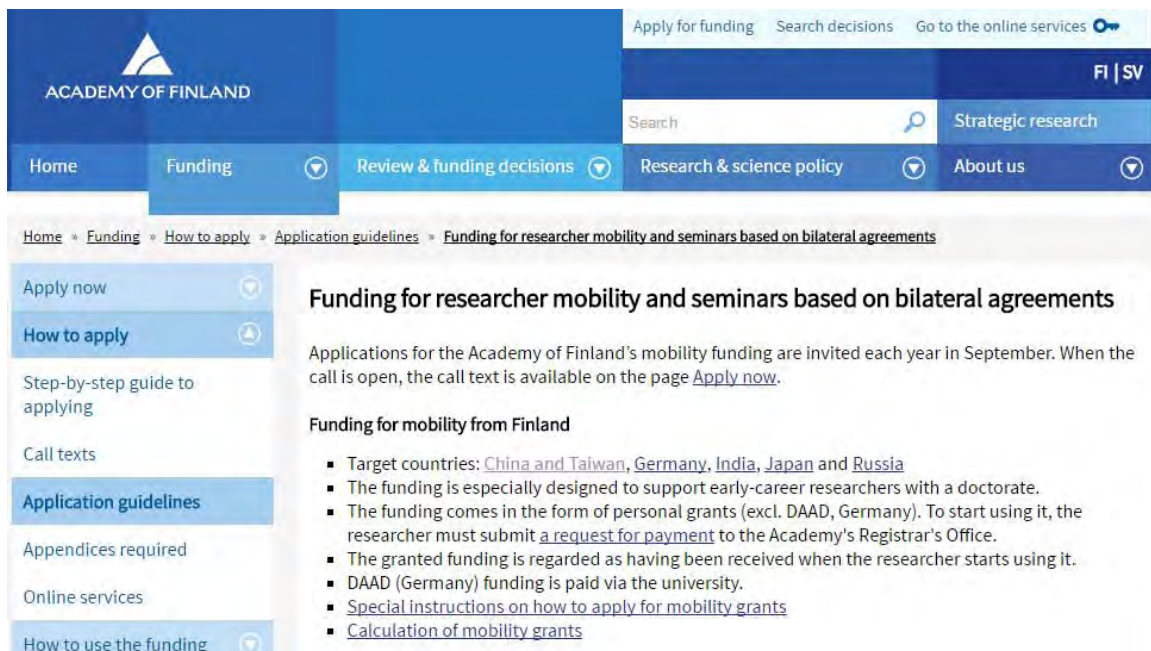 Apply for funding Search decisions Go to the online services
ACADEMY OF FINLAND
FI | SV
Search
Strategic research
Home Funding Review & funding decisions Research & science policy About us
Home » Funding » How to apply » Application guidelines » Funding for researcher mobility and seminars based on bilateral agreements
Apply now
How to apply
Step-by-step guide to
applying
Call texts
Application guidelines
Appendices required
Online services
How to use the funding
Funding for researcher mobility and seminars based on bilateral agreements
Applications for the Academy of Finland's mobility funding are invited each year in September. When the
call is open, the call text is available on the page Apply now.
Funding for mobility from Finland
▪ Target countries: China and Taiwan, Germany, India, Japan and Russia
▪ The funding is especially designed to support early-career researchers with a doctorate.
▪ The funding comes in the form of personal grants (excl. DAAD, Germany). To start using it, the
researcher must submit a request for payment to the Academy's Registrar's Office.
▪ The granted funding is regarded as having been received when the researcher starts using it.
▪ DAAD (Germany) funding is paid via the university.
▪ Special instructions on how to apply for mobility grants
▪ Calculation of mobility grants